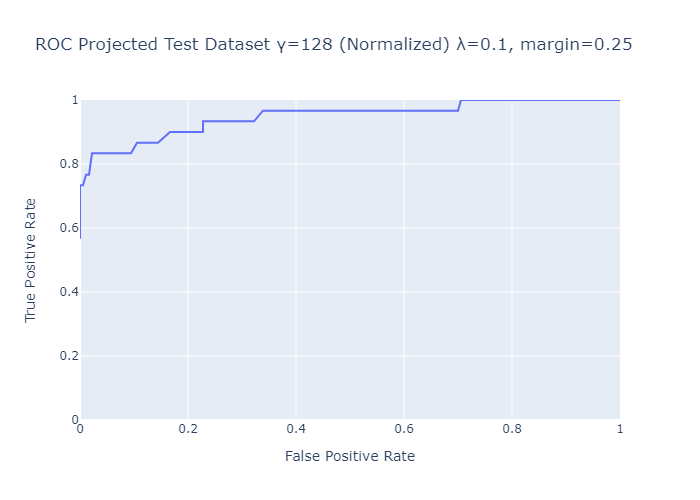 ROC Projected Test Dataset γ=128 (Normalized) λ=0.1, margin=0.25
1
0.8
0.6
0.4
0.2
0
0 0.2 0.4 0.6 0.8 1
True Positive Rate
False Positive Rate